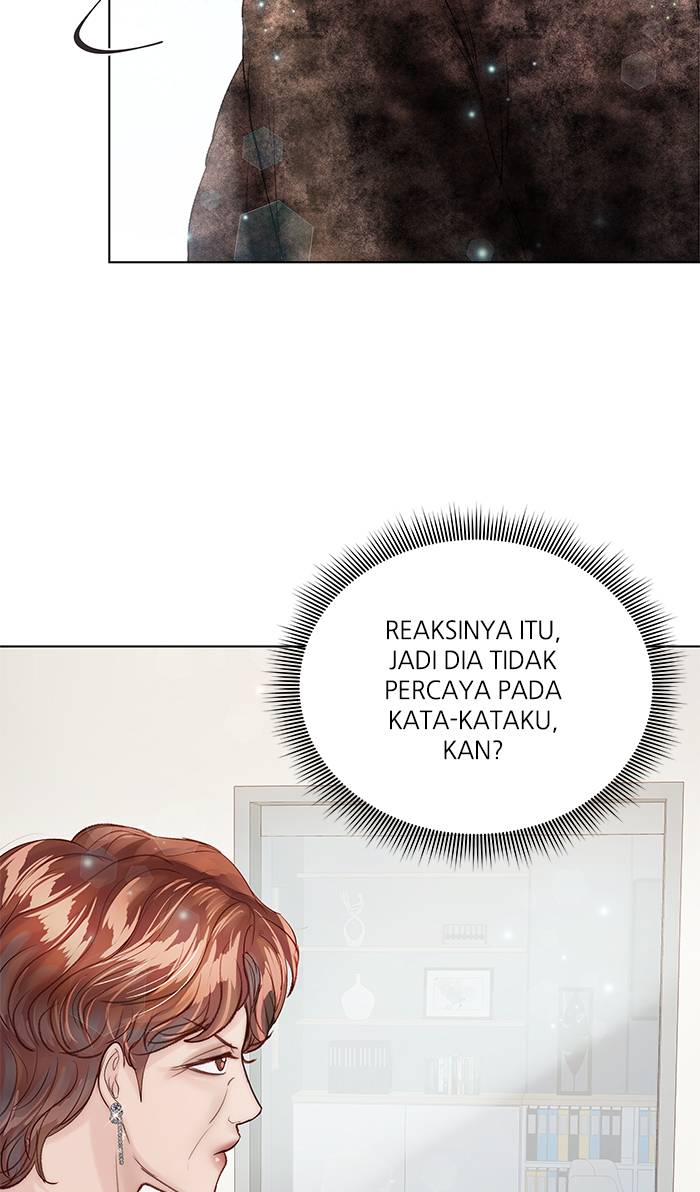 REAKSINYA ITU,
JADI DIA TIDAK
PERCAYA PADA
KATA-KATAKU,
KAN?